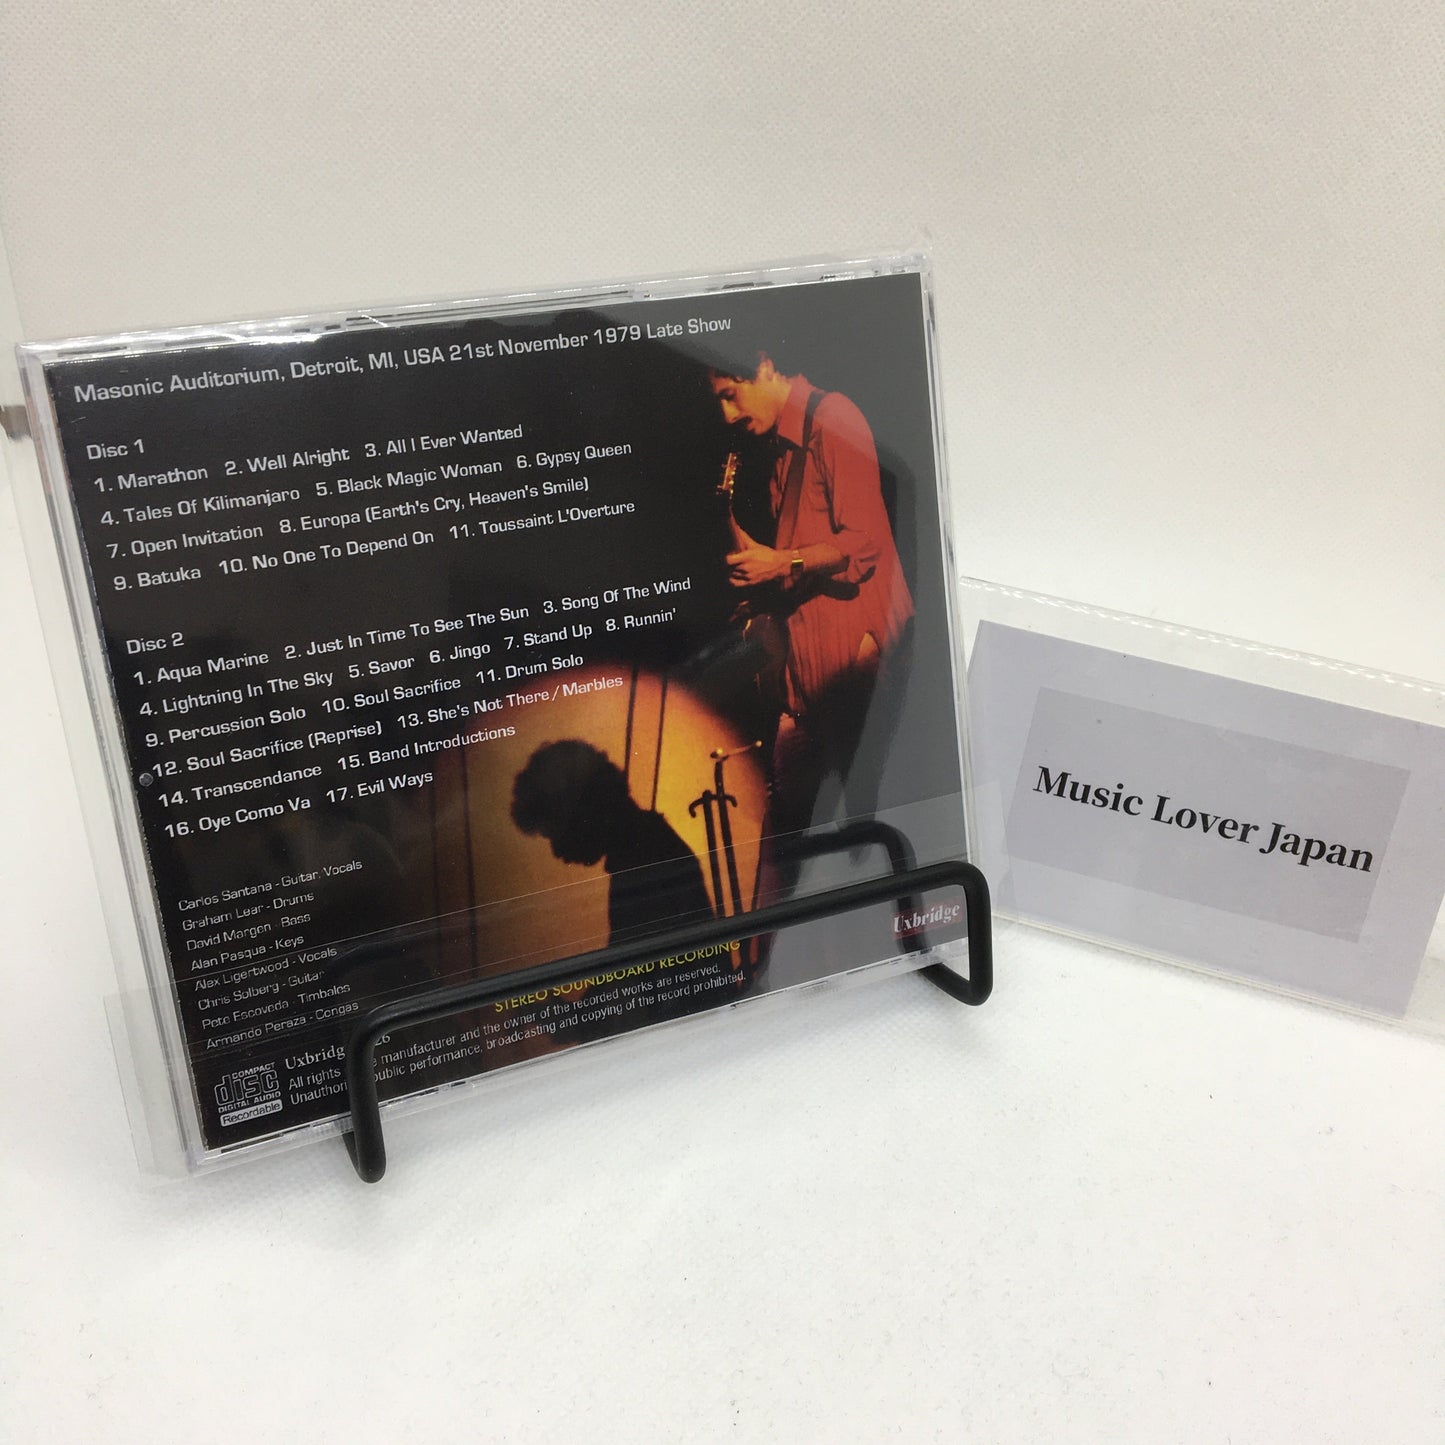 Masonic Auditorium, Detroit, MI, USA 21st November 1979 Late Show
Disc 1
1. Marathon 2. Well Alright 3. All I Ever Wanted
4. Tales Of Kilimanjaro 5. Black Magic Woman 6. Gypsy Queen
7. Open Invitation 8. Europa (Earth's Cry, Heaven's Smile)
9. Batuka 10. No One To Depend On 11. Toussaint L'Overture
Disc 2
1. Aqua Marine 2. Just In Time To See The Sun 3. Song Of The Wind
4. Lightning In The Sky 5. Savor 6. Jingo 7. Stand Up 8. Runnin'
9. Percussion Solo 10. Soul Sacrifice 11. Drum Solo
12. Soul Sacrifice (Reprise) 13. She's Not There / Marbles
14. Transcendance 15. Band Introductions
16. Oye Como Va 17. Evil Ways
Carlos Santana - Guitar, Vocals
Graham Lear - Drums
David Margen - Bass
Alan Pasqua - Keys
Alex Ligertwood - Vocals
Chris Solberg - Guitar
Pete Escovedo - Timbales
Armando Peraza - Congas
Uxbridge
STEREO SOUNDBOARD RECORDING
COMPACT
disc
DIGITAL AUDIO
Recordable
Uxbridg 26
All rights manufacturer and the owner of the recorded works are reserved.
Unauthori public performance, broadcasting and copying of the record prohibited.
Music Lover Japan